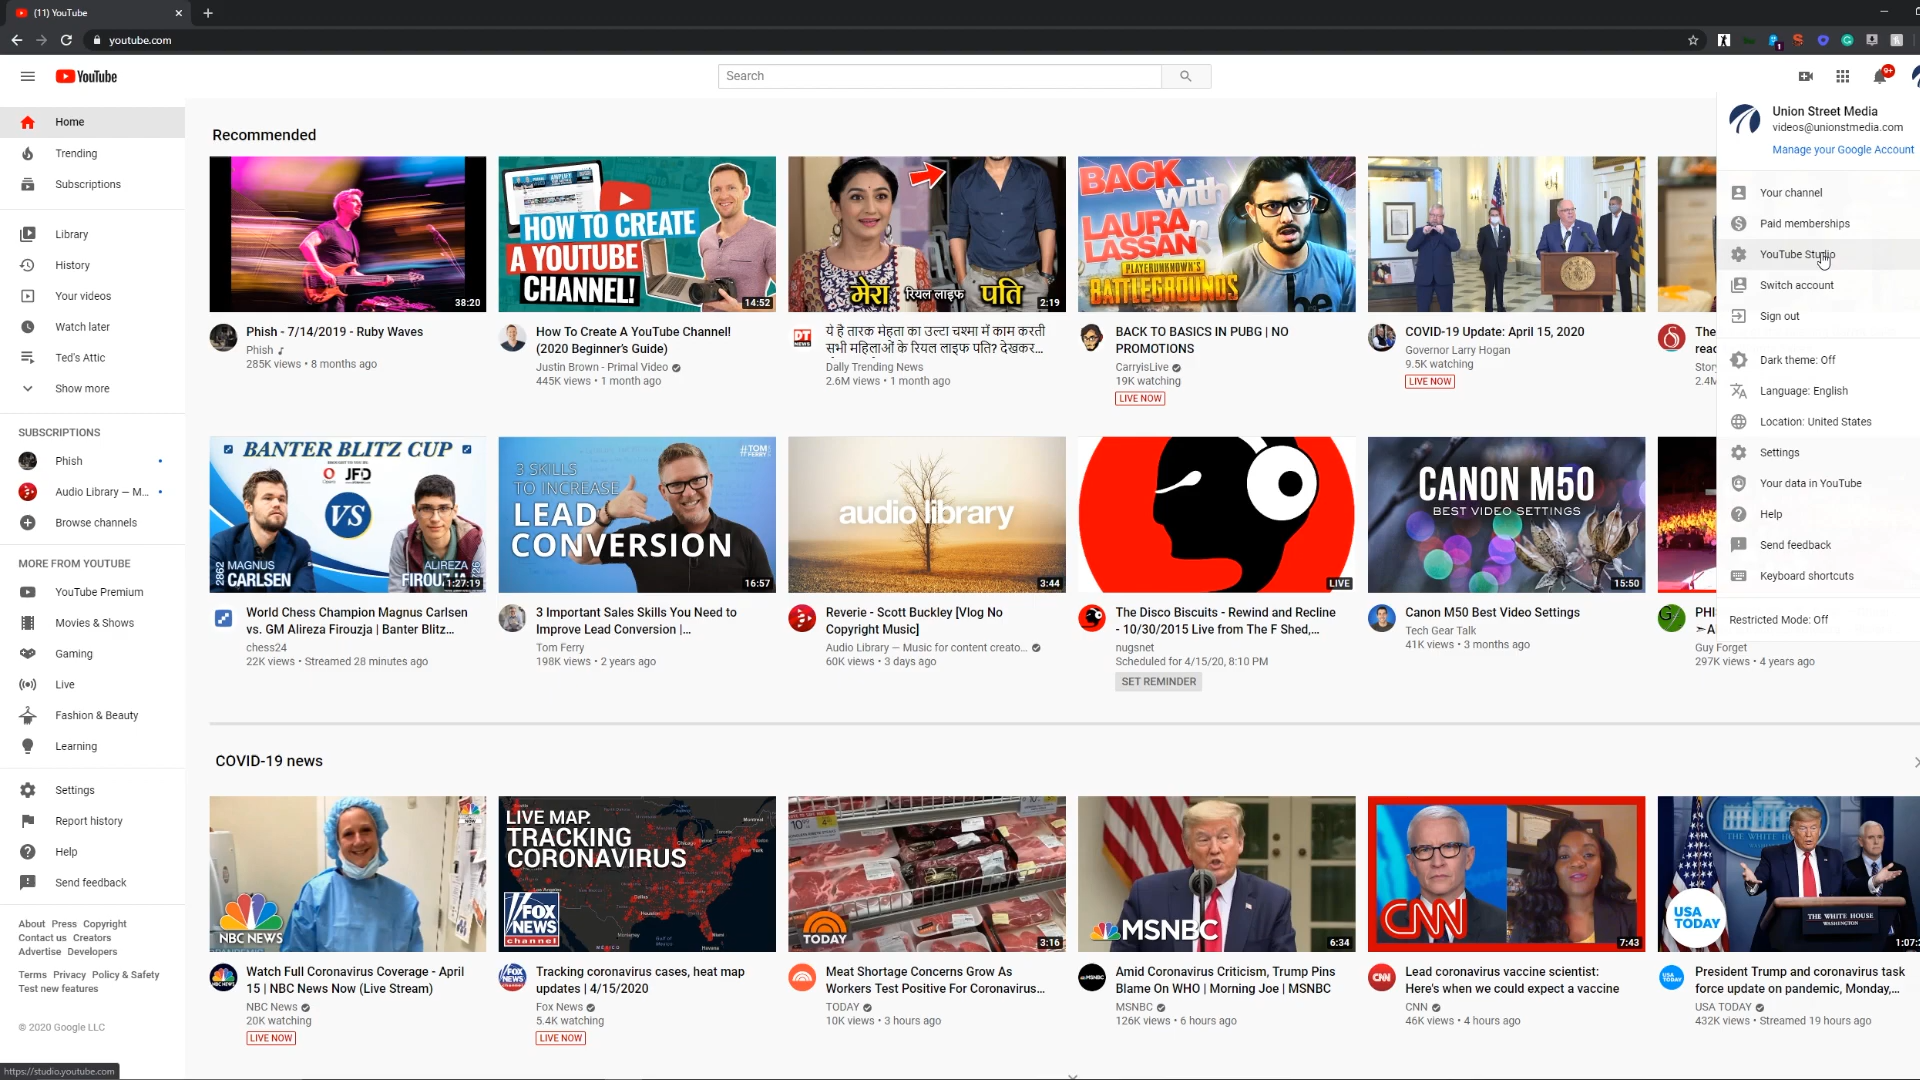 (11) YouTube
youtube.com
YouTube
Search
9+
Home
Trending
Subscriptions
Library
History
Your videos
Watch later
Ted's Attic
Show more
SUBSCRIPTIONS
Phish
Audio Library — M...
Browse channels
MORE FROM YOUTUBE
YouTube Premium
Movies & Shows
Gaming
Live
Fashion & Beauty
Learning
Settings
Report history
Help
Send feedback
About Press Copyright
Contact us Creators
Advertise Developers
Terms Privacy Policy & Safety
Test new features
© 2020 Google LLC
https://studio.youtube.com
Recommended
38:20
Phish - 7/14/2019 - Ruby Waves
Phish
285K views • 8 months ago
HOW TO CREATE
A YOUTUBE
CHANNEL!
14:52
How To Create A YouTube Channel!
(2020 Beginner's Guide)
Justin Brown - Primal Video
445K views • 1 month ago
मेरा रियल लाइफ पति
2:19
ये है तारक मेहता का उल्टा चश्मा में काम करती
सभी महिलाओं के रियल लाइफ पति? देखकर...
Dally Trending News
2.6M views • 1 month ago
BACK with
LAURA
LASSAN
PLAYERUNKNOWN'S
BATTLEGROUNDS
BACK TO BASICS IN PUBG | NO
PROMOTIONS
CarryisLive
19K watching
LIVE NOW
COVID-19 Update: April 15, 2020
Governor Larry Hogan
9.5K watching
LIVE NOW
The
reac
Story
2.4M
BANTER BLITZ CUP
JFD
VS
2862 MAGNUS
CARLSEN
ALIREZA
FIROUZJA
1:27:19
World Chess Champion Magnus Carlsen
vs. GM Alireza Firouzja | Banter Blitz...
chess24
22K views • Streamed 28 minutes ago
#TOM
FERRY
3 SKILLS
TO INCREASE
LEAD
CONVERSION
16:57
3 Important Sales Skills You Need to
Improve Lead Conversion |...
Tom Ferry
198K views • 2 years ago
audio library
3:44
Reverie - Scott Buckley [Vlog No
Copyright Music]
Audio Library — Music for content creato...
60K views • 3 days ago
LIVE
The Disco Biscuits - Rewind and Recline
- 10/30/2015 Live from The F Shed,...
nugsnet
Scheduled for 4/15/20, 8:10 PM
SET REMINDER
CANON M50
BEST VIDEO SETTINGS
15:50
Canon M50 Best Video Settings
Tech Gear Talk
41K views • 3 months ago
PHI
Guy Forget
297K views • 4 years ago
COVID-19 news
NBC NEWS
NOW
Watch Full Coronavirus Coverage - April
15 | NBC News Now (Live Stream)
NBC News
20K watching
LIVE NOW
LIVE MAP:
TRACKING
CORONAVIRUS
FOX
NEWS
channel
Tracking coronavirus cases, heat map
updates | 4/15/2020
Fox News
5.4K watching
LIVE NOW
TODAY
3:16
Meat Shortage Concerns Grow As
Workers Test Positive For Coronavirus...
TODAY
10K views • 3 hours ago
MSNBC
6:34
Amid Coronavirus Criticism, Trump Pins
Blame On WHO | Morning Joe | MSNBC
MSNBC
126K views • 6 hours ago
CNN
7:43
Lead coronavirus vaccine scientist:
Here's when we could expect a vaccine
CNN
46K views • 4 hours ago
THE WHITE HOUSE
WASHINGTON
USA
TODAY
1:07:
President Trump and coronavirus task
force update on pandemic, Monday,...
USA TODAY
432K views • Streamed 19 hours ago
Union Street Media
videos@unionstmedia.com
Manage your Google Account
Your channel
Paid memberships
YouTube Studio
Switch account
Sign out
Dark theme: Off
Language: English
Location: United States
Settings
Your data in YouTube
Help
Send feedback
Keyboard shortcuts
Restricted Mode: Off